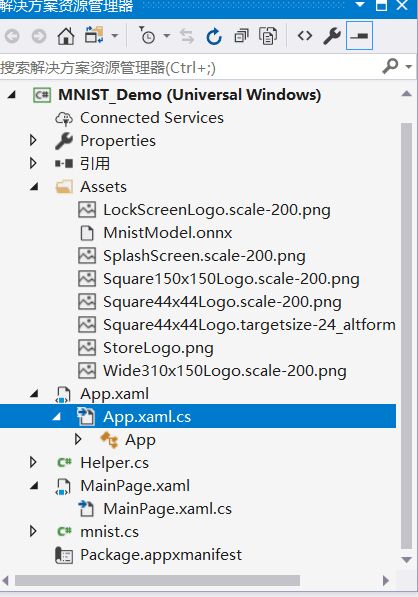 解决方案资源管理器
搜索解决方案资源管理器(Ctrl+;)
MNIST_Demo (Universal Windows)
Connected Services
Properties
引用
Assets
LockScreenLogo.scale-200.png
MnistModel.onnx
SplashScreen.scale-200.png
Square150x150Logo.scale-200.png
Square44x44Logo.scale-200.png
Square44x44Logo.targetsize-24_altform
StoreLogo.png
Wide310x150Logo.scale-200.png
App.xaml
App.xaml.cs
App
C# Helper.cs
MainPage.xaml
MainPage.xaml.cs
C# mnist.cs
Package.appxmanifest